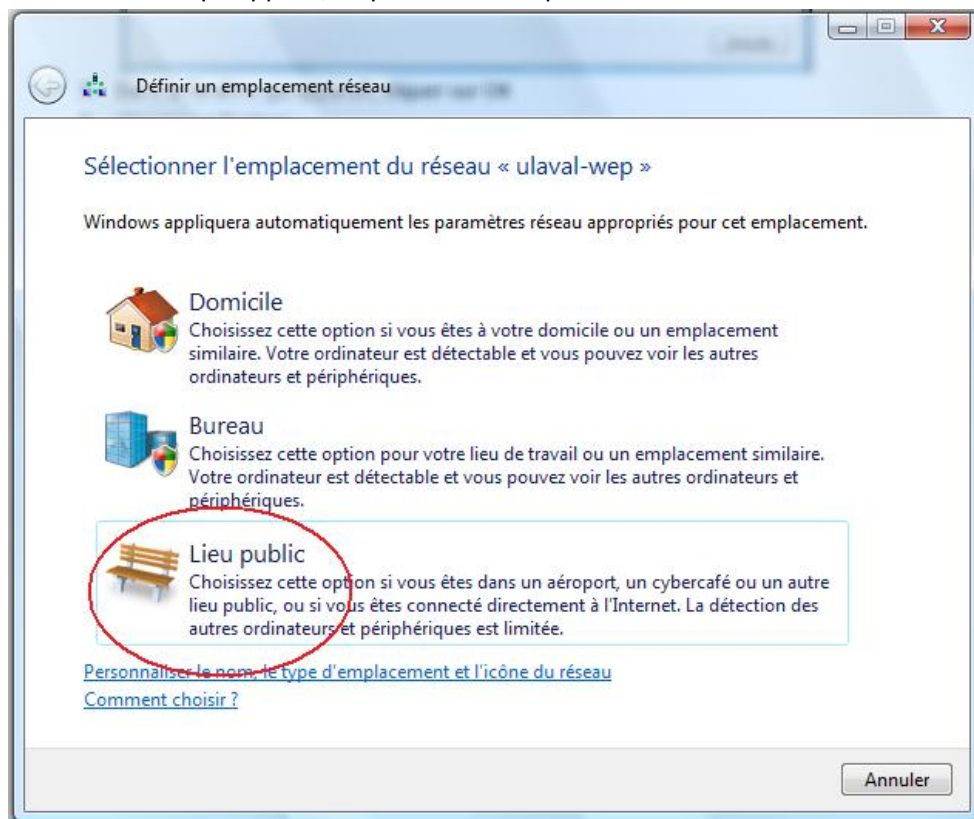 Définir un emplacement réseau
Sélectionner l'emplacement du réseau « ulaval-wep »
Windows appliquera automatiquement les paramètres réseau appropriés pour cet emplacement.
Domicile
Choisissez cette option si vous êtes à votre domicile ou un emplacement
similaire. Votre ordinateur est détectable et vous pouvez voir les autres
ordinateurs et périphériques.
Bureau
Choisissez cette option pour votre lieu de travail ou un emplacement similaire.
Votre ordinateur est détectable et vous pouvez voir les autres ordinateurs et
périphériques.
Lieu public
Choisissez cette option si vous êtes dans un aéroport, un cybercafé ou un autre
lieu public, ou si vous êtes connecté directement à l'Internet. La détection des
autres ordinateurs et périphériques est limitée.
Personnaliser le nom, le type d'emplacement et l'icône du réseau
Comment choisir ?
Annuler